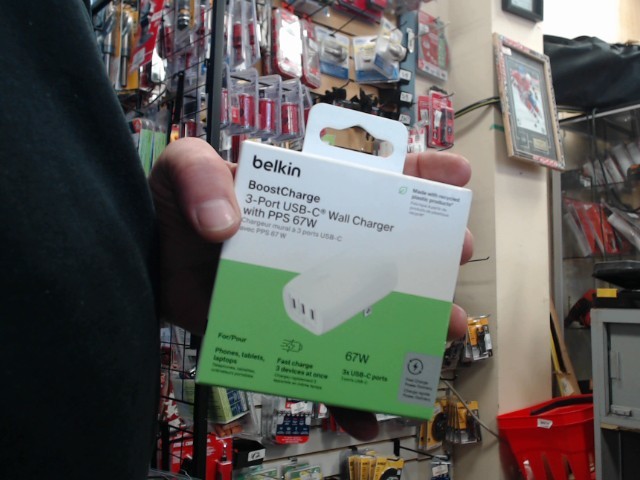 belkin
BoostCharge
3-Port USB-C® Wall Charger
with PPS 67W
Chargeur mural à 3 ports USB-C
avec PPS 67 W
Made with recycled
plastic products*
For/Pour
Phones, tablets,
laptops
Fast charge
3 devices at once
67W
3x USB-C ports